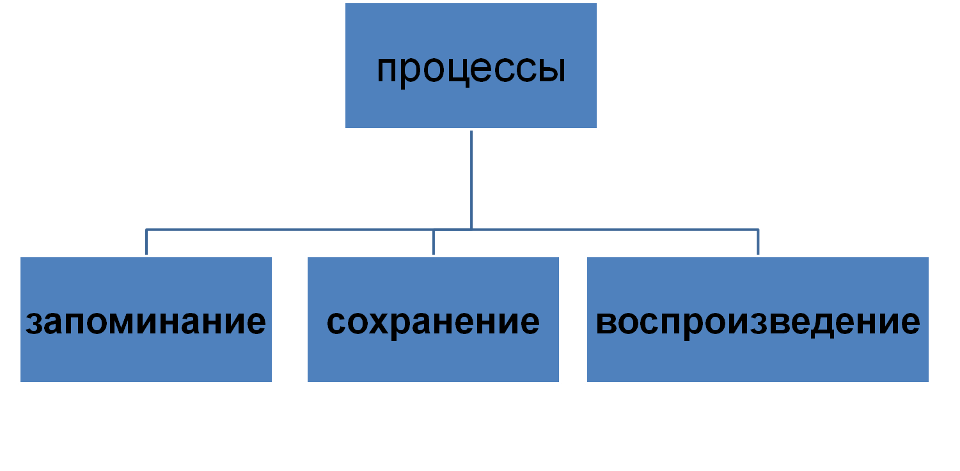 процессы
запоминание
сохранение
воспроизведение